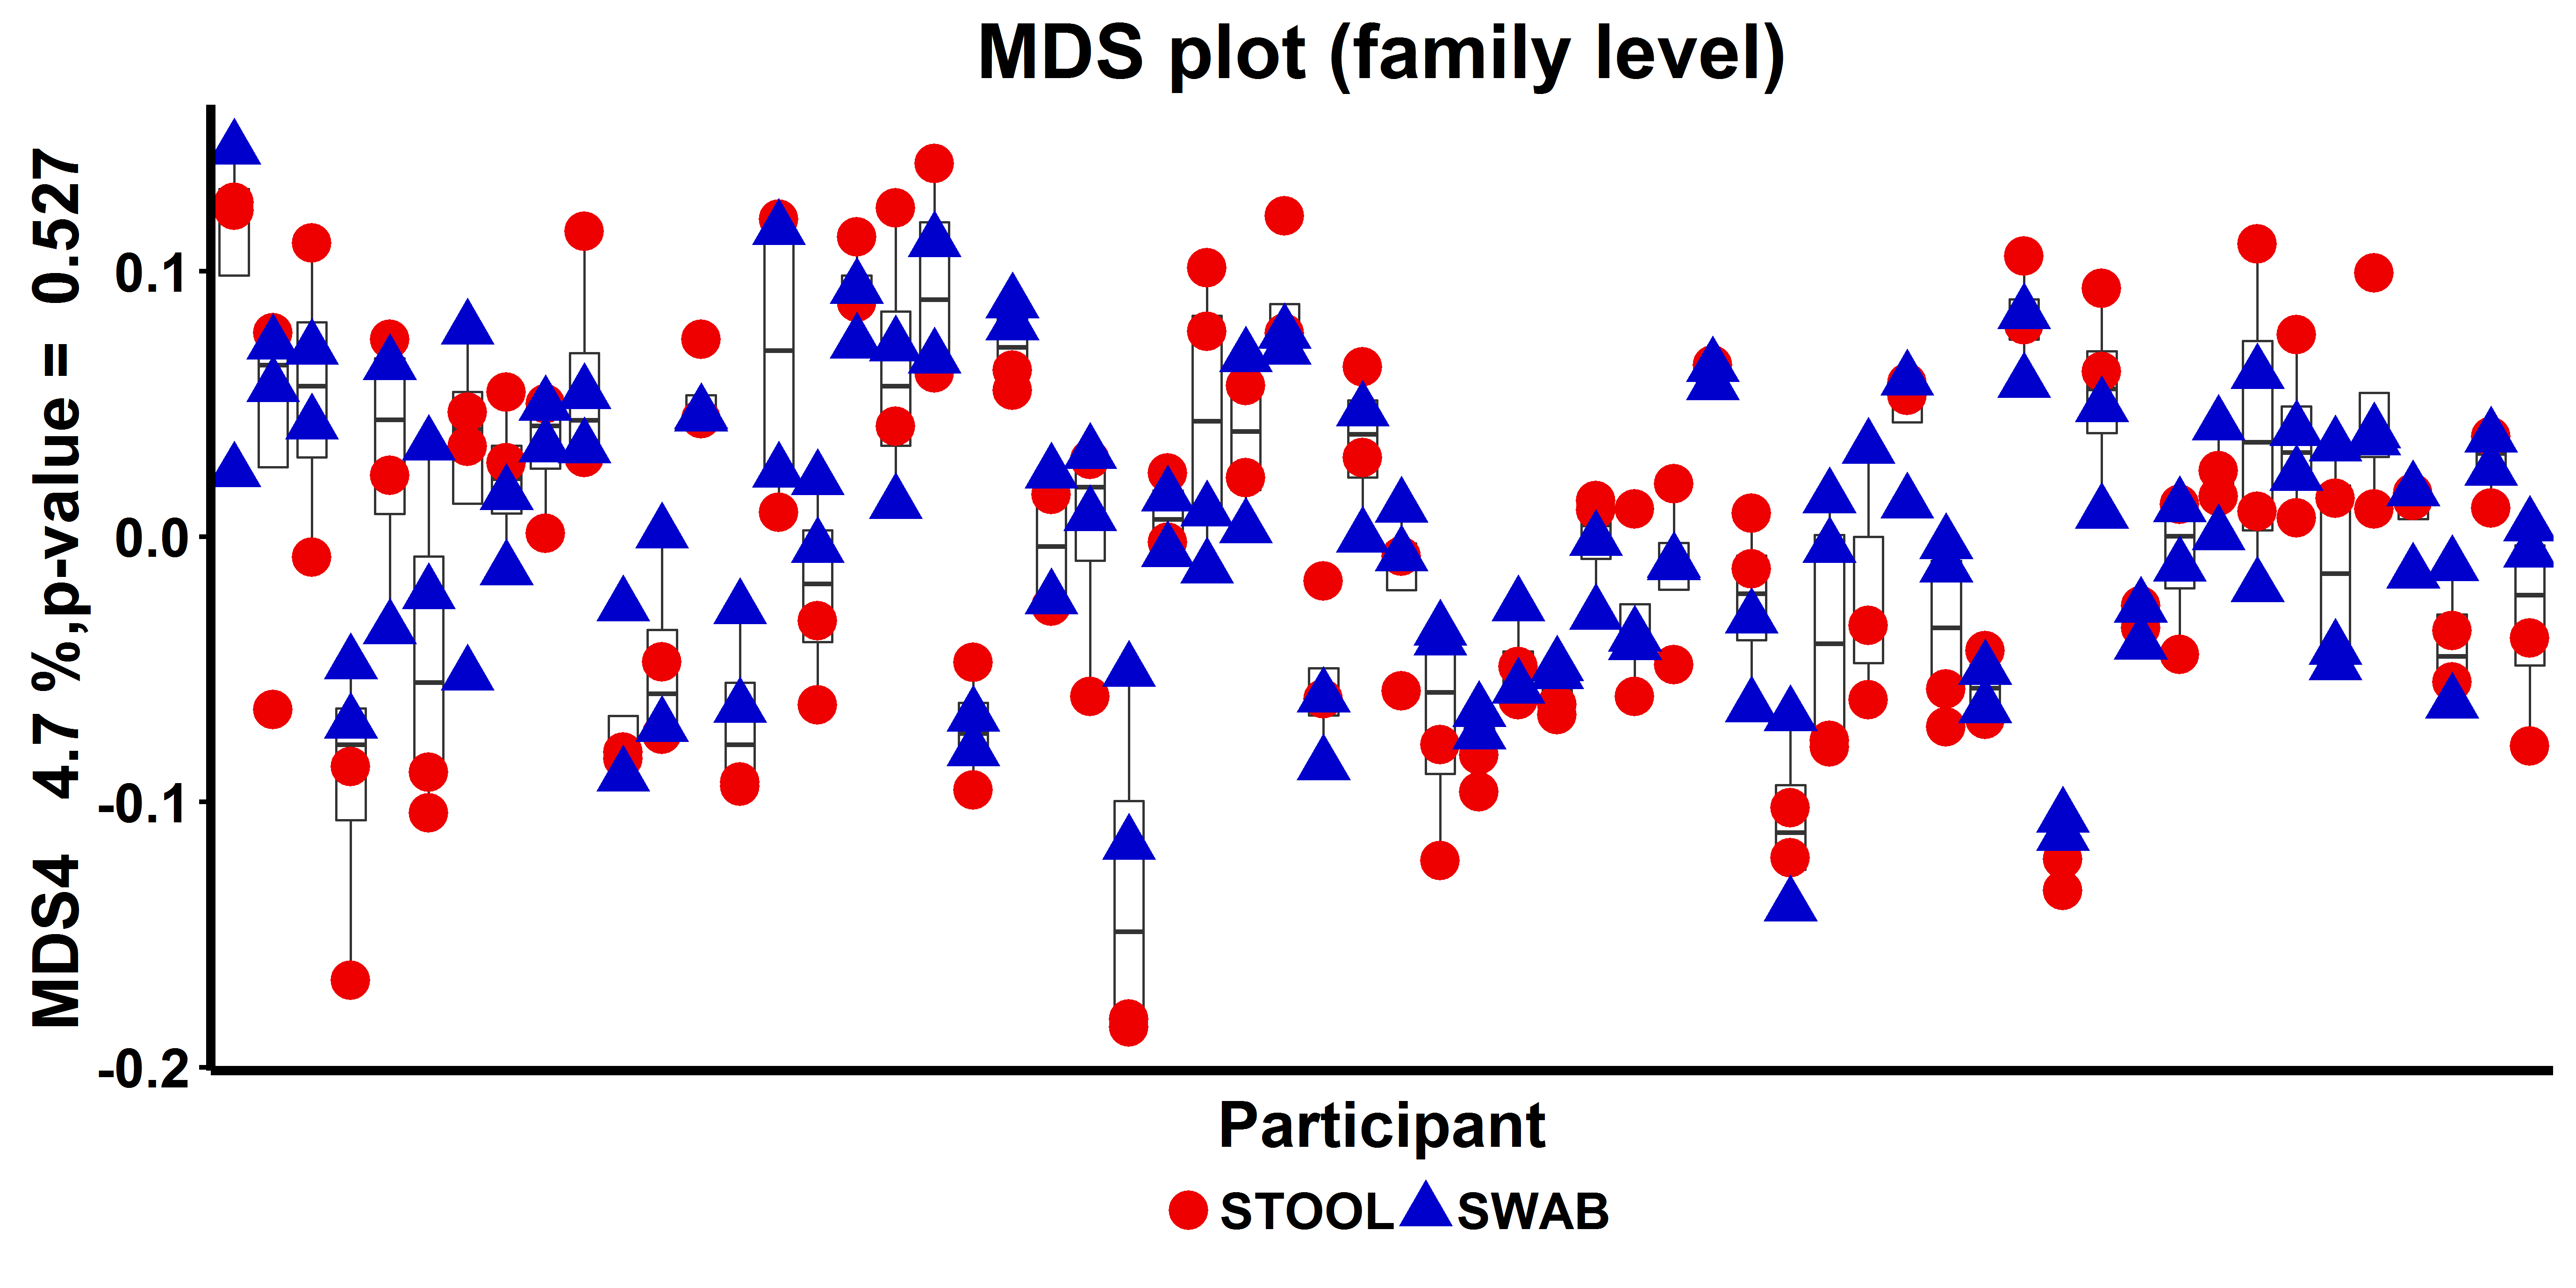 MDS plot (family level)
MDS4 4.7 %,p-value = 0.527
0.1
0.0
-0.1
-0.2
Participant
STOOL SWAB